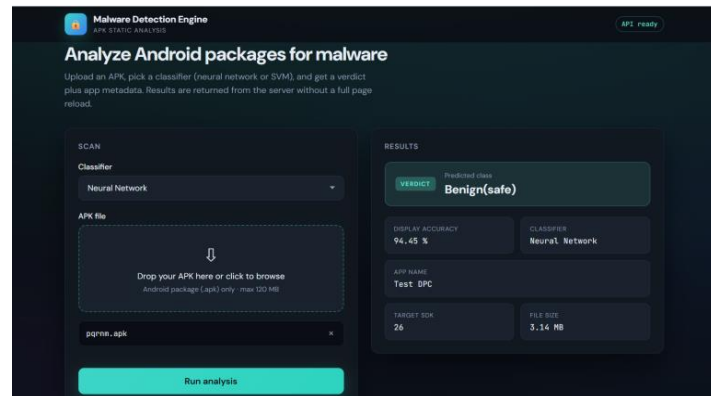 Malware Detection Engine
APK STATIC ANALYSIS
API ready
Analyze Android packages for malware
Upload an APK, pick a classifier (neural network or SVM), and get a verdict
plus app metadata. Results are returned from the server without a full page
reload.
SCAN
Classifier
Neural Network
APK file
Drop your APK here or click to browse
Android package (.apk) only · max 120 MB
pqrnm.apk ×
Run analysis
RESULTS
VERDICT
Predicted class
Benign(safe)
DISPLAY ACCURACY
94.45 %
CLASSIFIER
Neural Network
APP NAME
Test DPC
TARGET SDK
26
FILE SIZE
3.14 MB